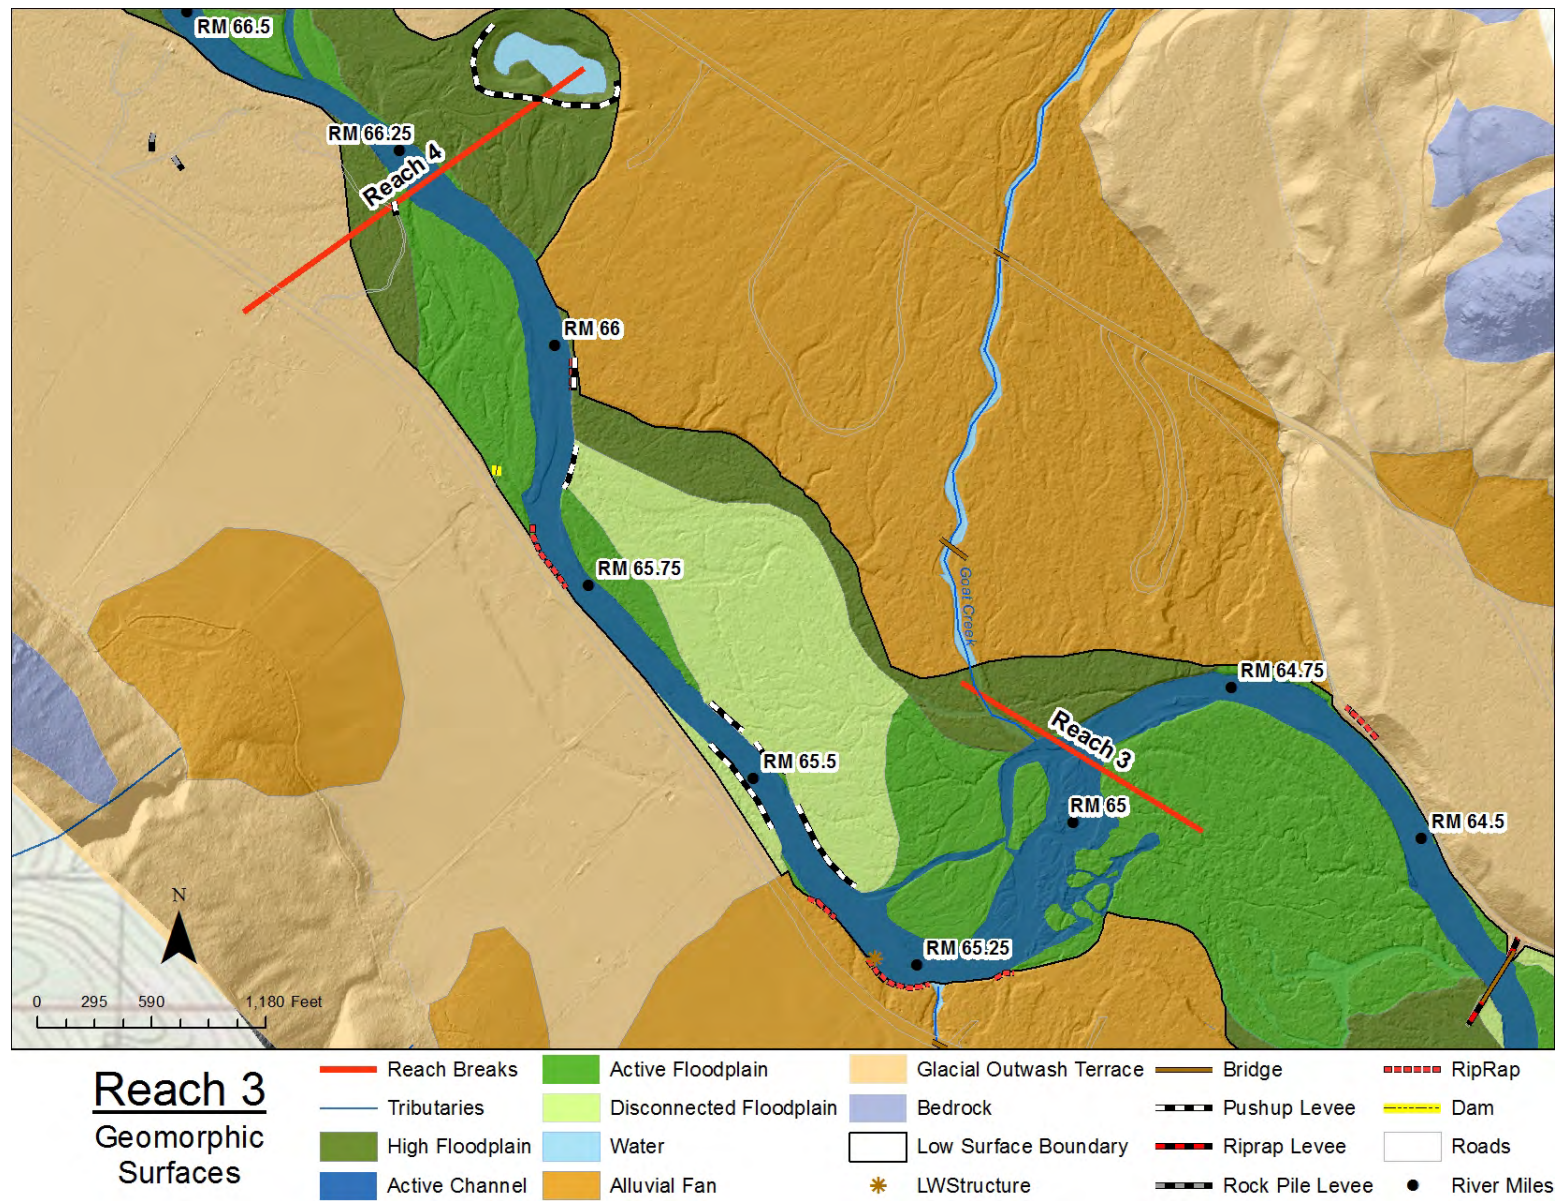 RM 66.5
RM 66.25
Reach 4
RM 66
RM 65.75
Goat Creek
RM 64.75
Reach 3
RM 65.5
RM 65
RM 64.5
RM 65.25
N
0 295 590 1,180 Feet
Reach 3
Geomorphic
Surfaces
Reach Breaks
Tributaries
High Floodplain
Active Channel
Active Floodplain
Disconnected Floodplain
Water
Alluvial Fan
Glacial Outwash Terrace
Bedrock
Low Surface Boundary
LWStructure
Bridge
Pushup Levee
Riprap Levee
Rock Pile Levee
RipRap
Dam
Roads
River Miles